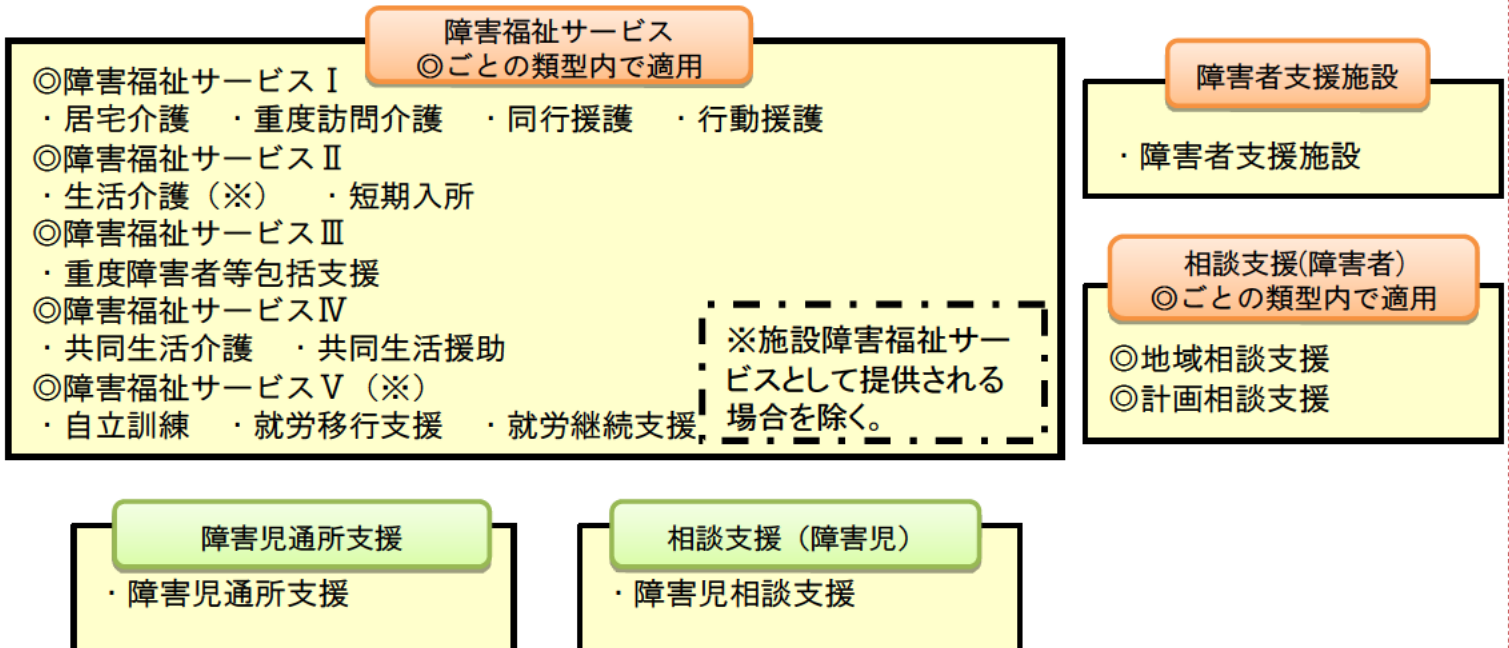 障害福祉サービス
◎ごとの類型内で適用
◎障害福祉サービスⅠ
・居宅介護　・重度訪問介護　・同行援護　・行動援護
◎障害福祉サービスⅡ
・生活介護（※）　・短期入所
◎障害福祉サービスⅢ
・重度障害者等包括支援
◎障害福祉サービスⅣ
・共同生活介護　・共同生活援助
◎障害福祉サービスⅤ（※）
・自立訓練　・就労移行支援　・就労継続支援
※施設障害福祉サー
ビスとして提供される
場合を除く。
障害者支援施設
・障害者支援施設
相談支援(障害者）
◎ごとの類型内で適用
◎地域相談支援
◎計画相談支援
障害児通所支援
・障害児通所支援
相談支援（障害児）
・障害児相談支援